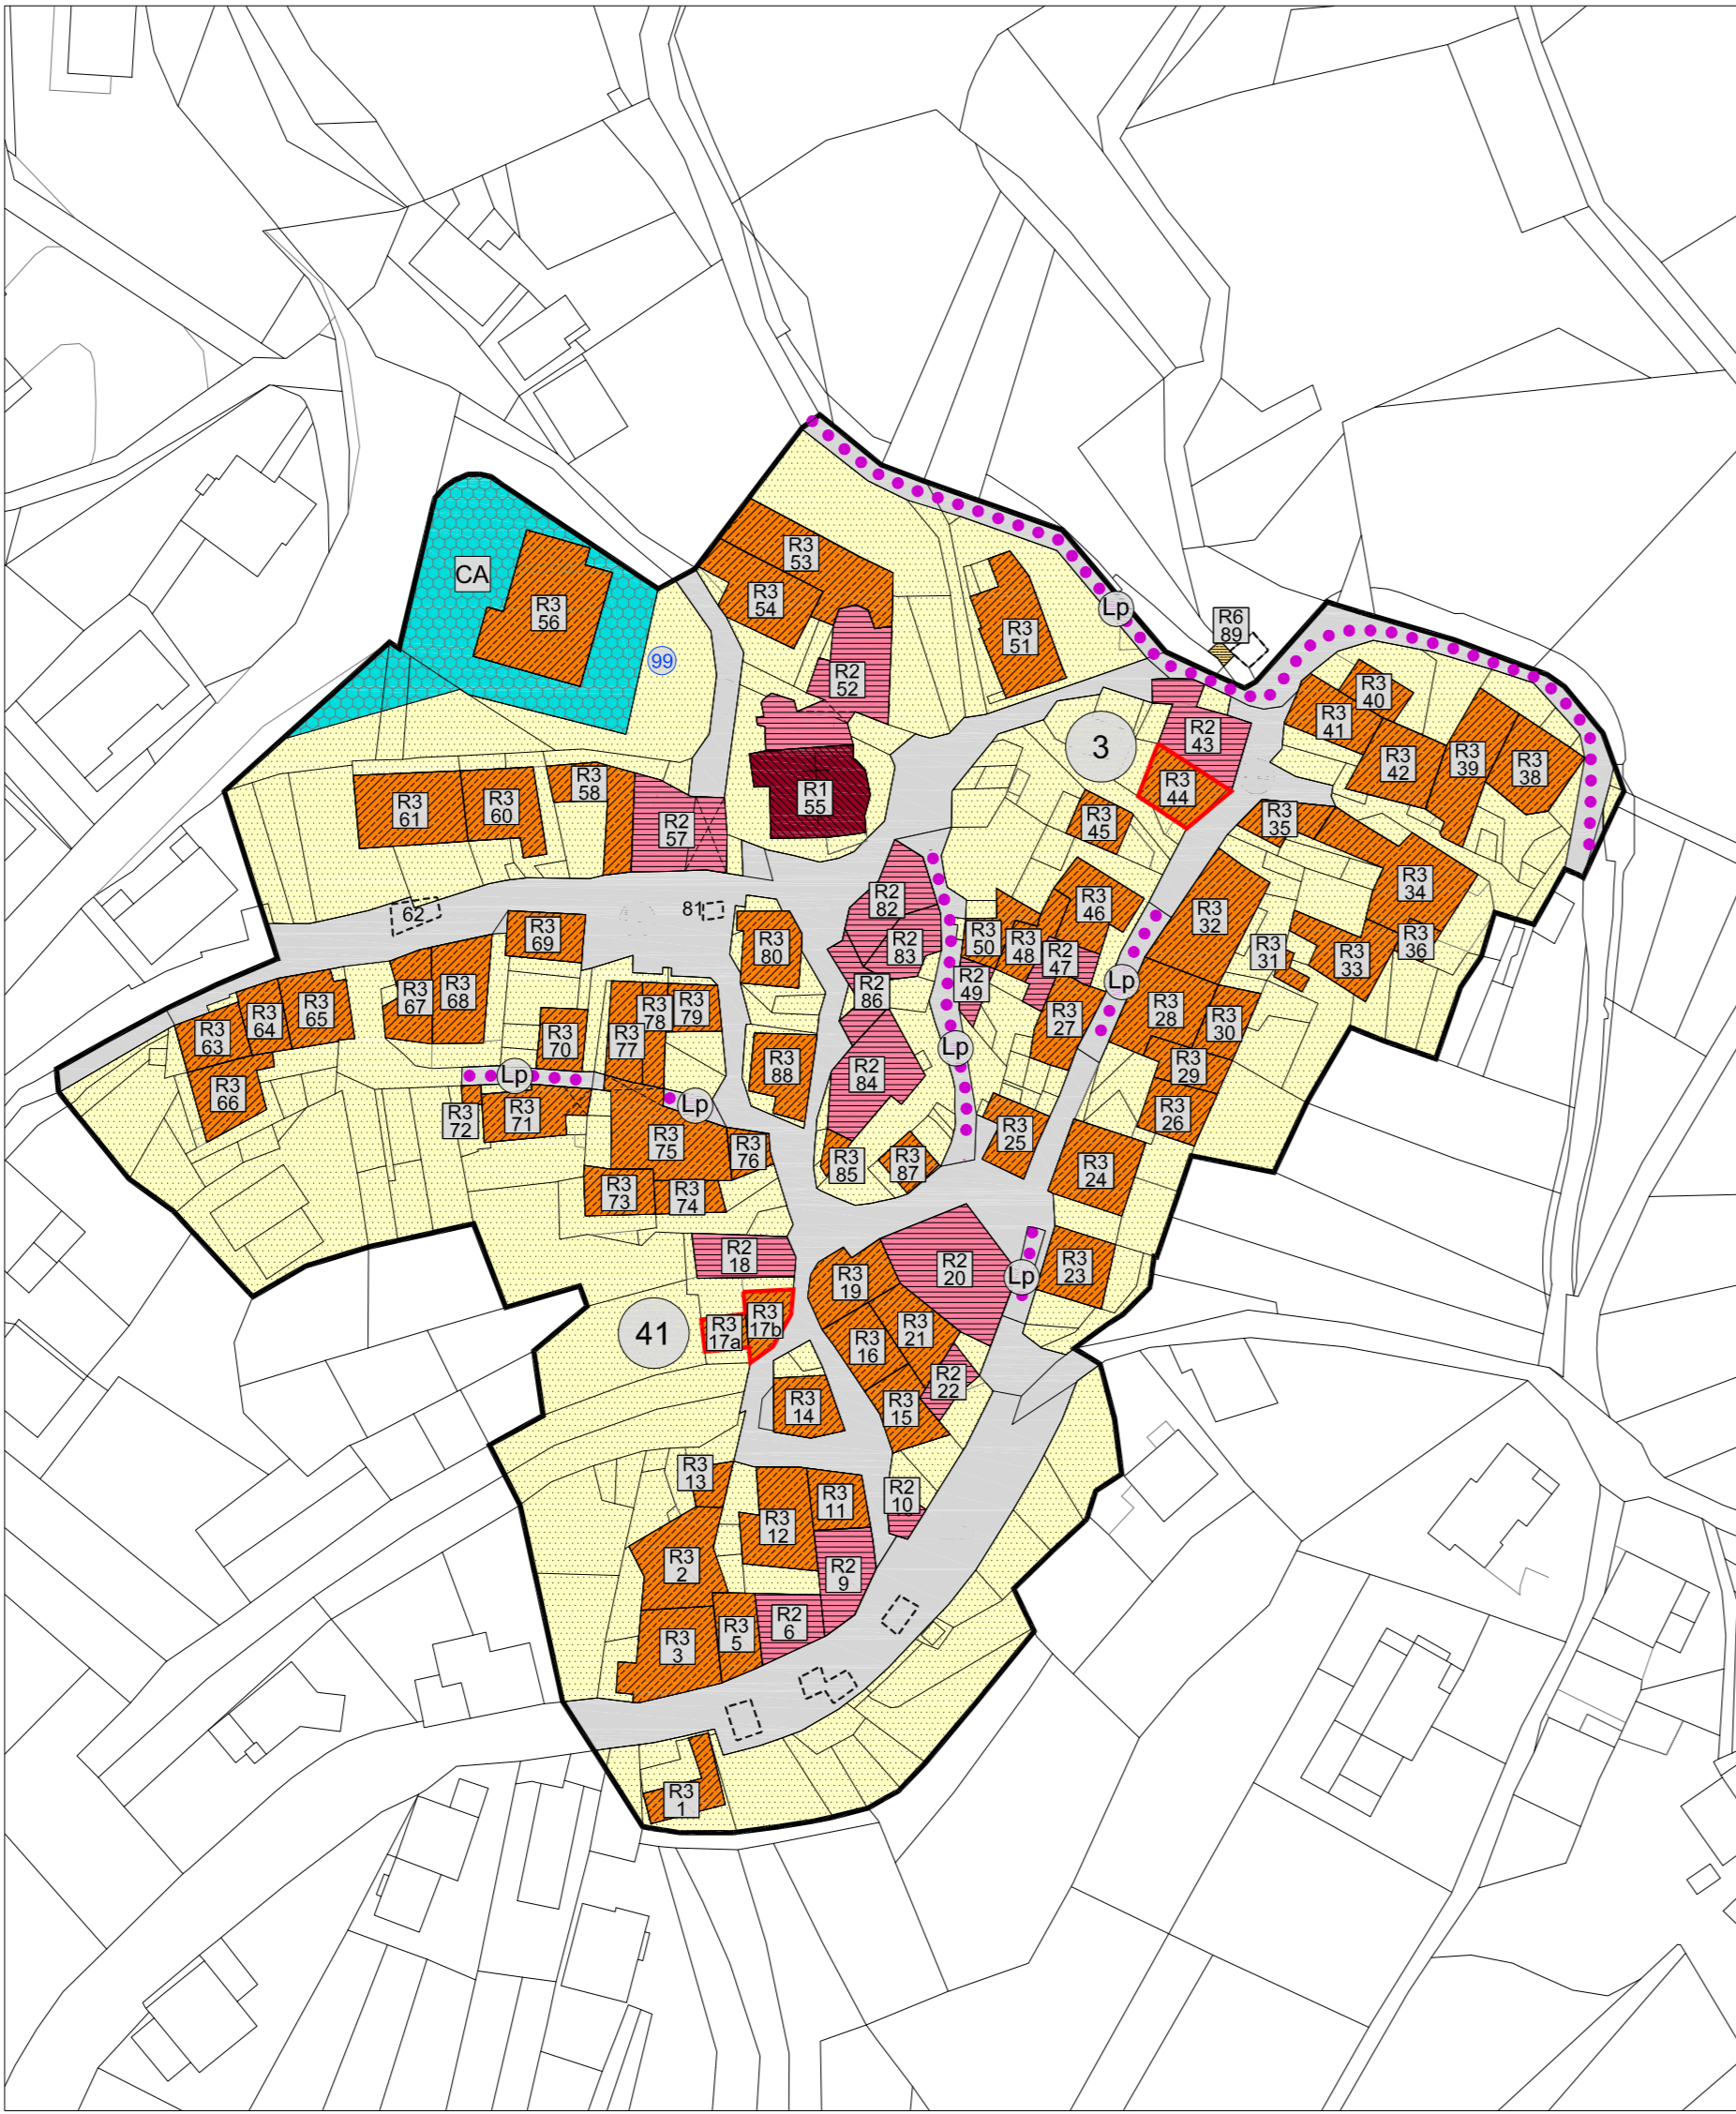 R3
53
CA
R3
54
R3
56
Lp
R6
89
R3
51
99
R2
52
R3
40
R3
41
3
R2
43
R3
42
R3
39
R3
38
R3
44
R3
58
R1
55
R3
61
R3
60
R2
57
R3
45
R3
35
R3
34
R2
82
R3
46
62
81
R3
32
R3
69
R3
80
R2
83
R3
50
R3
48
R2
47
R3
31
R3
33
R3
36
R3
67
R3
68
R2
86
R2
49
Lp
R3
64
R3
65
R3
78
R3
79
R3
63
R3
70
R3
77
R3
27
R3
28
R3
30
Lp
R3
88
R2
84
R3
29
R3
66
Lp
Lp
R3
72
R3
71
R3
26
R3
75
R3
76
R3
25
R3
85
R3
87
R3
24
R3
73
R3
74
R2
18
R2
20
Lp
R3
23
R3
19
41
R3
17a
R3
17b
R3
21
R3
16
R2
22
R3
14
R3
15
R3
13
R3
11
R2
10
R3
12
R3
2
R2
9
R3
3
R3
5
R2
6
R3
1